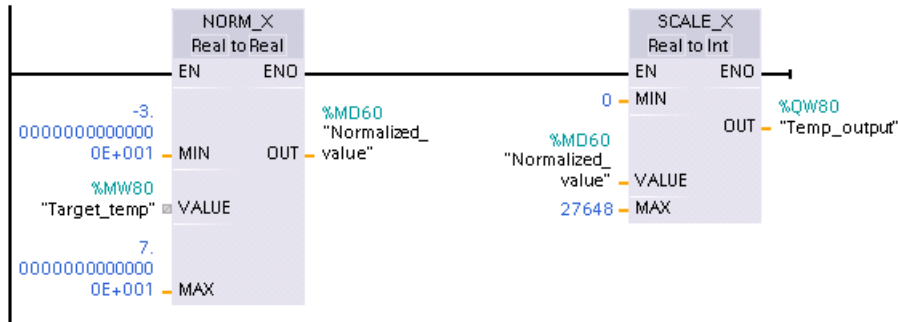 NORM_X
Real to Real
EN
ENO
-3.
0000000000000
0E+001
MIN
OUT
%MD60
"Normalized_
value"
%MW80
"Target_temp"
VALUE
7.
0000000000000
0E+001
MAX
SCALE_X
Real to Int
EN
ENO
0
MIN
OUT
%QW80
"Temp_output"
%MD60
"Normalized_
value"
VALUE
27648
MAX